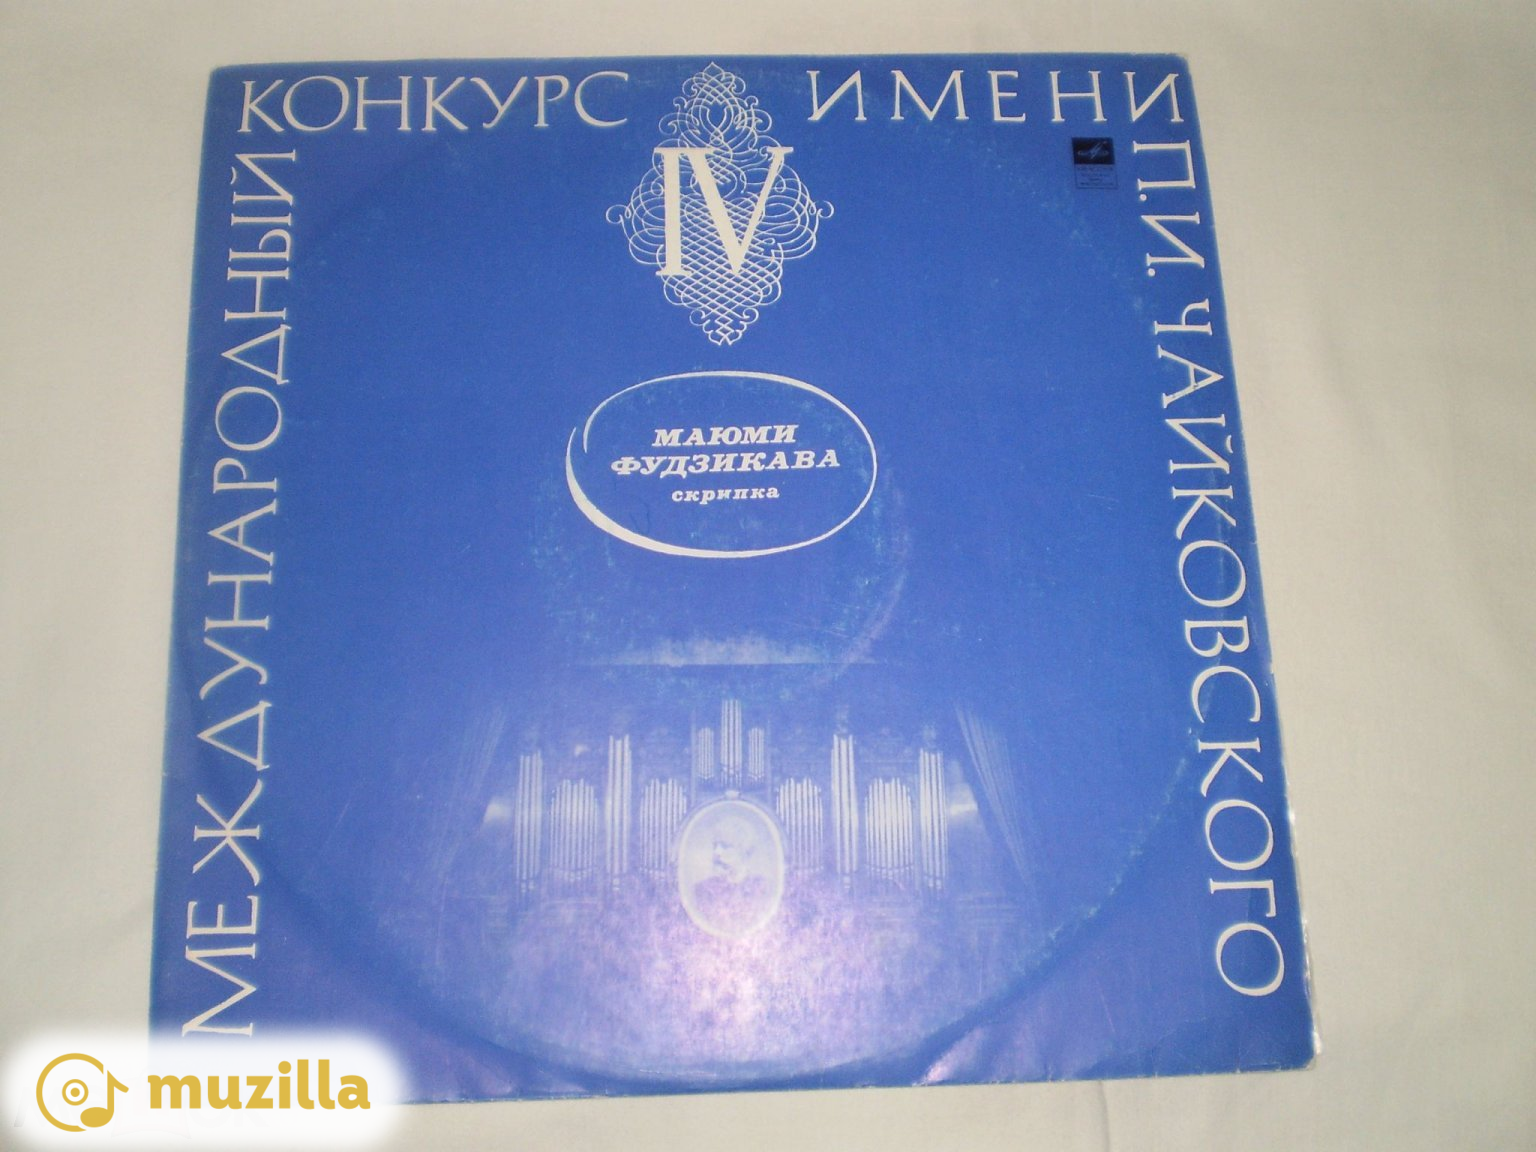 МЕЖДУНАРОДНЫЙ
КОНКУРС
ИМЕНИ
П.И. ЧАЙКОВСКОГО
IV
МАЮМИ
ФУДЗИКАВА
скрипка
muzilla